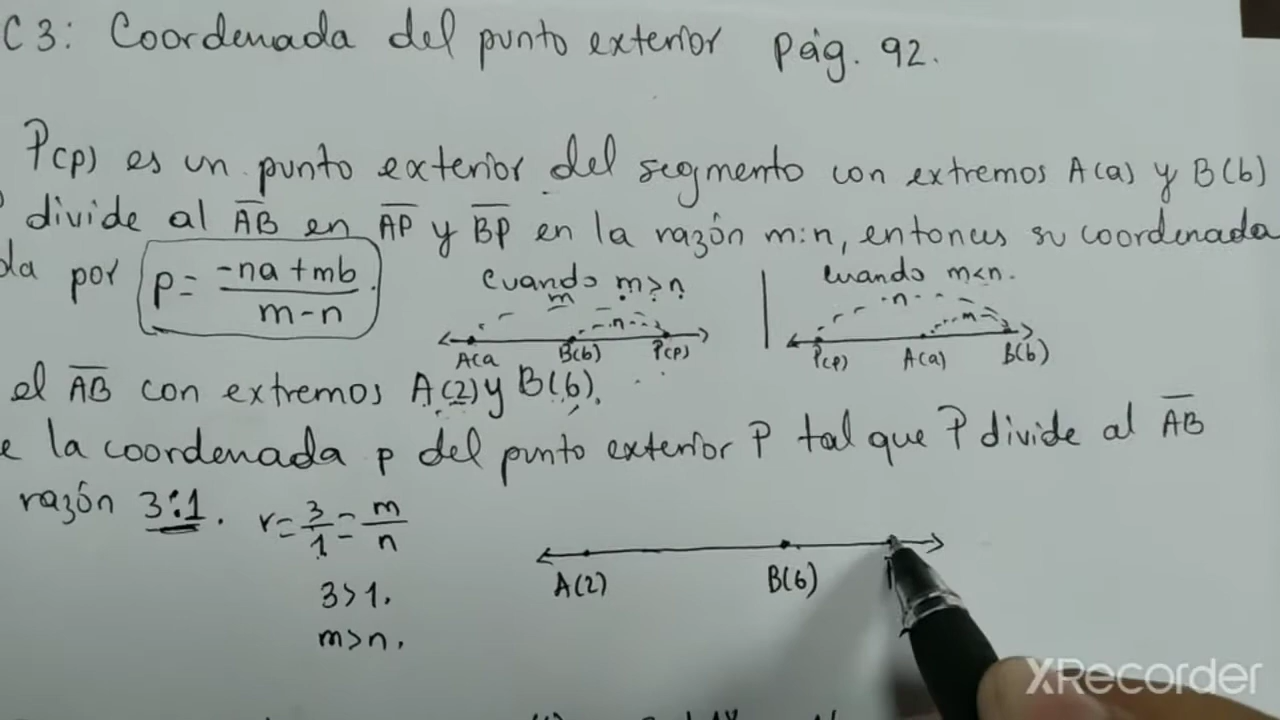 C3: Coordenada del punto exterior Pág. 92.
P(p) es un punto exterior del segmento con extremos A(a) y B(b)
divide al AB en AP y BP en la razón m:n, entonces su coordenada
da por p= -na+mb / m-n.
cuando m>n
m
n
A(a B(b) P(p)
cuando m<n.
n
m
P(p) A(a) B(b)
el AB con extremos A(2) y B(6).
e la coordenada p del punto exterior P tal que P divide al AB
razón 3:1. r= 3/1 = m/n
3>1.
m>n.
A(2) B(6)
XRecorder